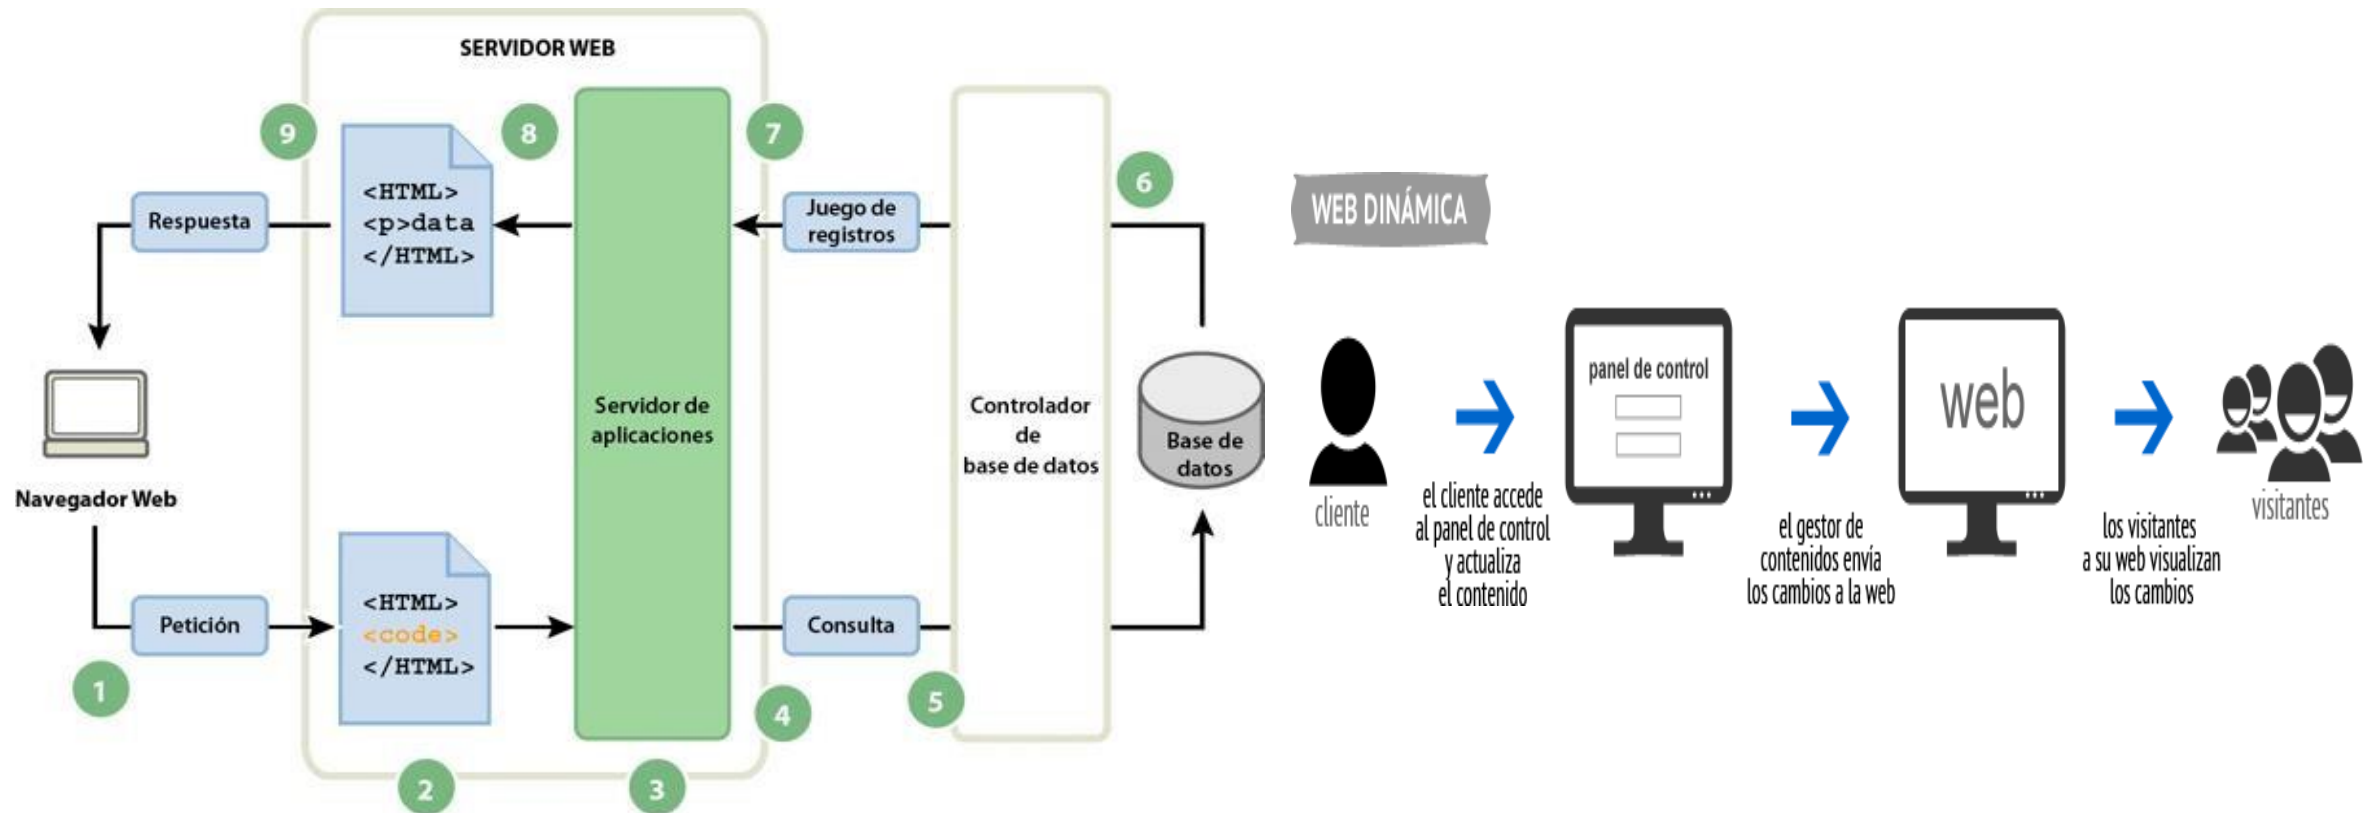 SERVIDOR WEB
9
8
7
6
<HTML>
<p>data
</HTML>
Respuesta
Juego de
registros
Navegador Web
Servidor de
aplicaciones
Controlador
de
base de datos
Base de
datos
<HTML>
<code>
</HTML>
Petición
Consulta
1
2
3
4
5
WEB DINÁMICA
cliente
el cliente accede
al panel de control
y actualiza
el contenido
panel de control
el gestor de
contenidos envía
los cambios a la web
web
los visitantes
a su web visualizan
los cambios
visitantes